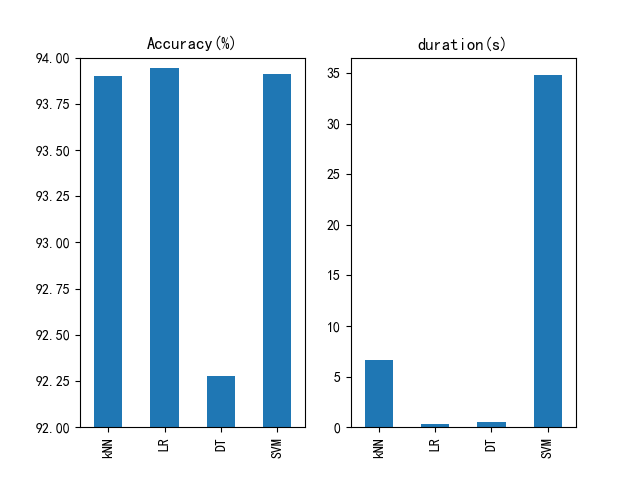 Accuracy(%)
94.00
93.75
93.50
93.25
93.00
92.75
92.50
92.25
92.00
kNN
LR
DT
SVM
duration(s)
35
30
25
20
15
10
5
0
kNN
LR
DT
SVM